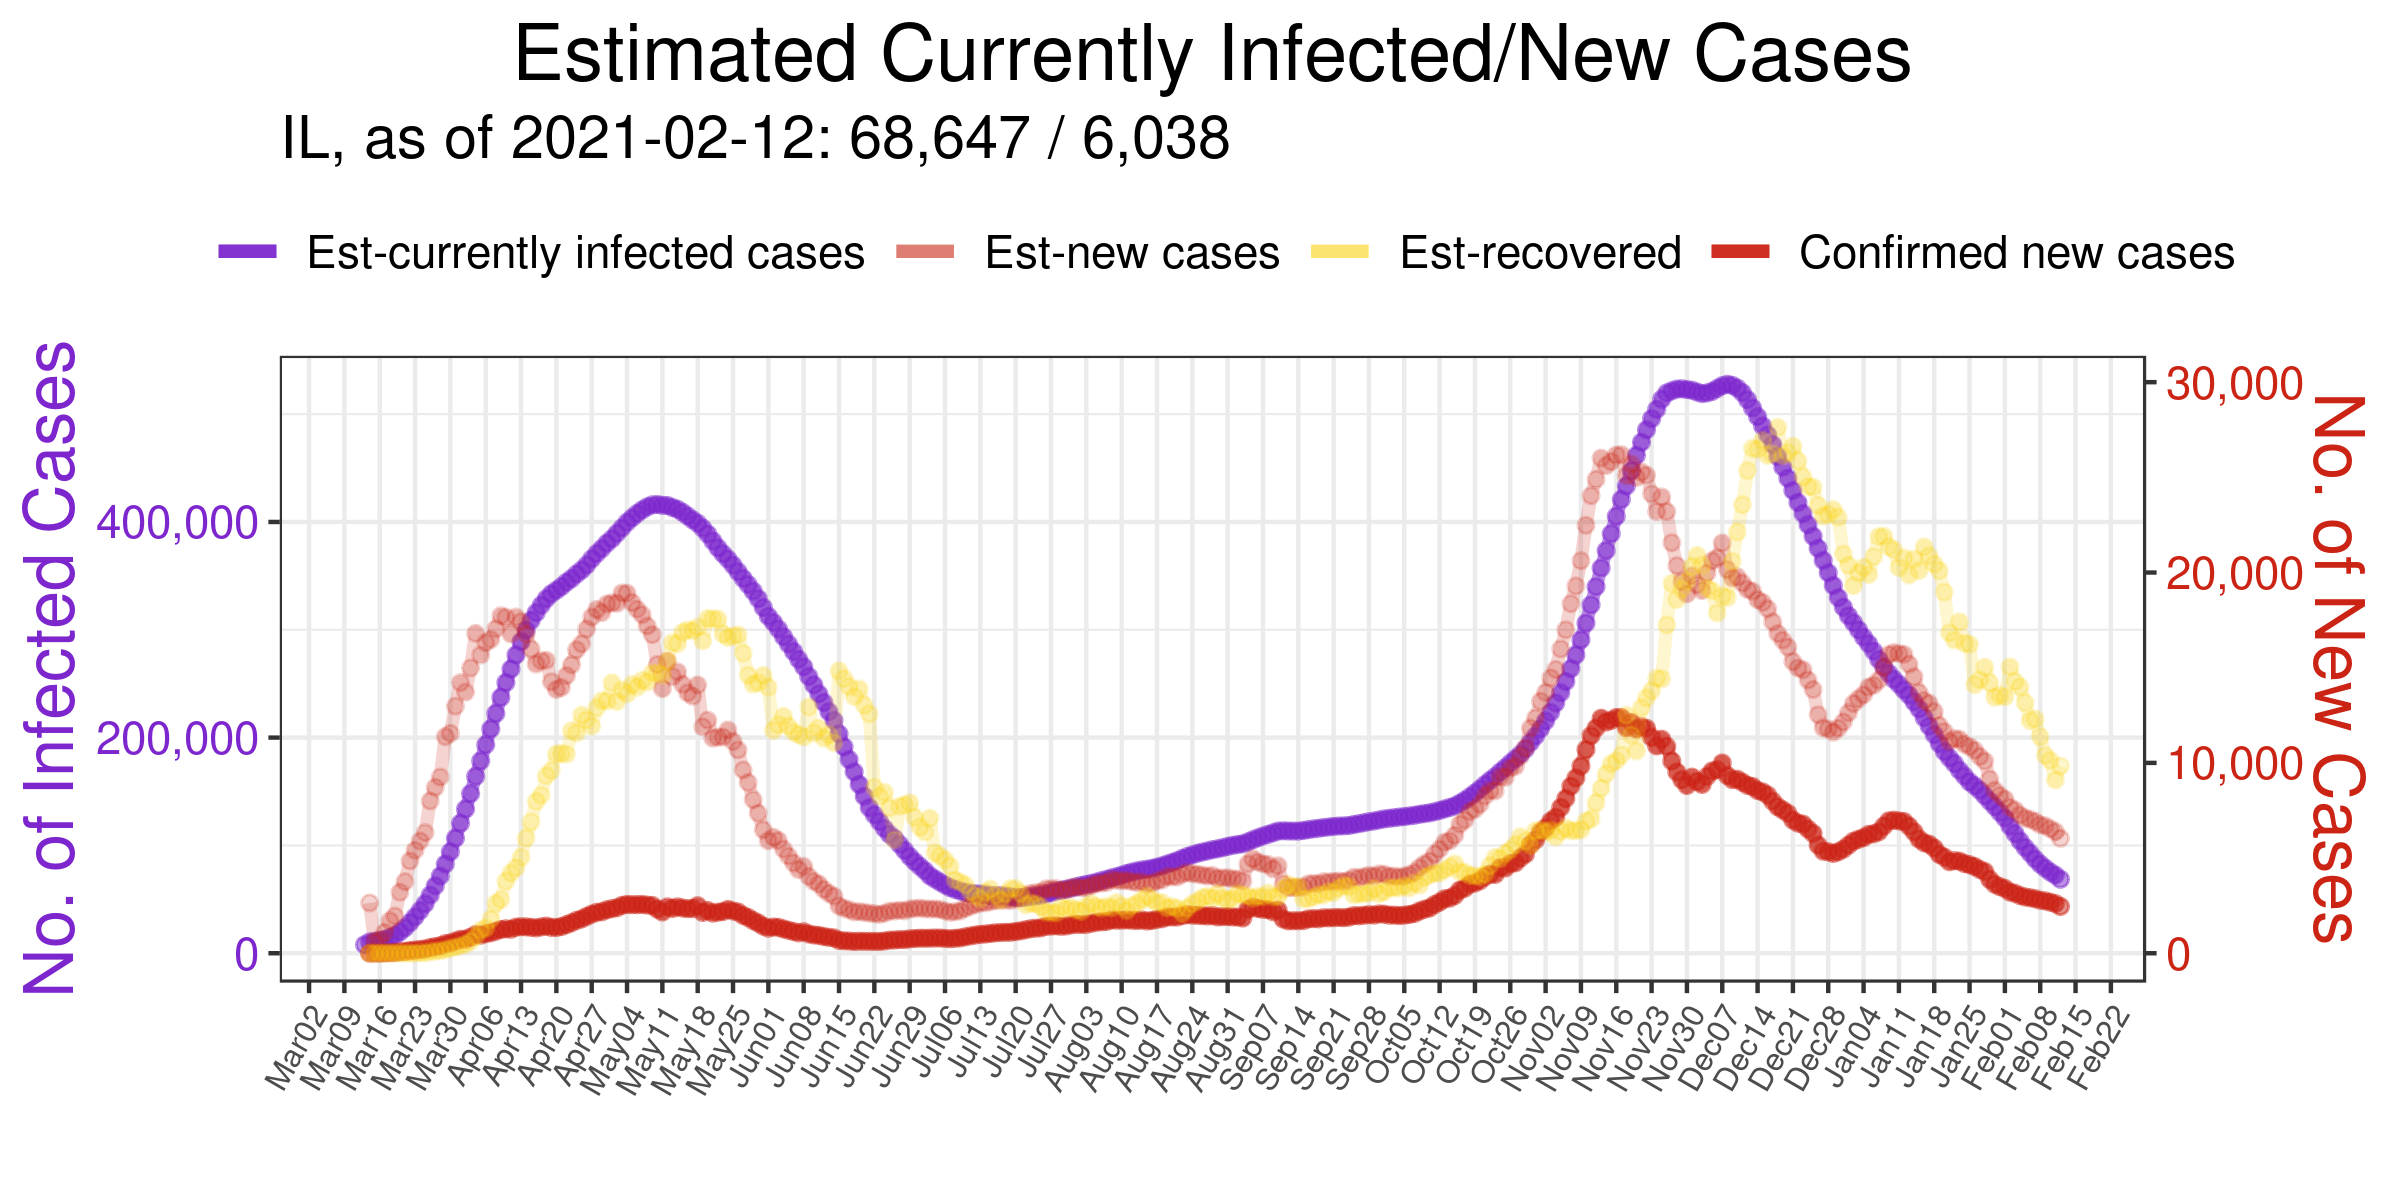 Estimated Currently Infected/New Cases
IL, as of 2021-02-12: 68,647 / 6,038
Est-currently infected cases Est-new cases Est-recovered Confirmed new cases
No. of Infected Cases
400,000
200,000
0
30,000
20,000
10,000
0
No. of New Cases
Mar02 Mar09 Mar16 Mar23 Mar30 Apr06 Apr13 Apr20 Apr27 May04 May11 May18 May25 Jun01 Jun08 Jun15 Jun22 Jun29 Jul06 Jul13 Jul20 Jul27 Aug03 Aug10 Aug17 Aug24 Aug31 Sep07 Sep14 Sep21 Sep28 Oct05 Oct12 Oct19 Oct26 Nov02 Nov09 Nov16 Nov23 Nov30 Dec07 Dec14 Dec21 Dec28 Jan04 Jan11 Jan18 Jan25 Feb01 Feb08 Feb15 Feb22